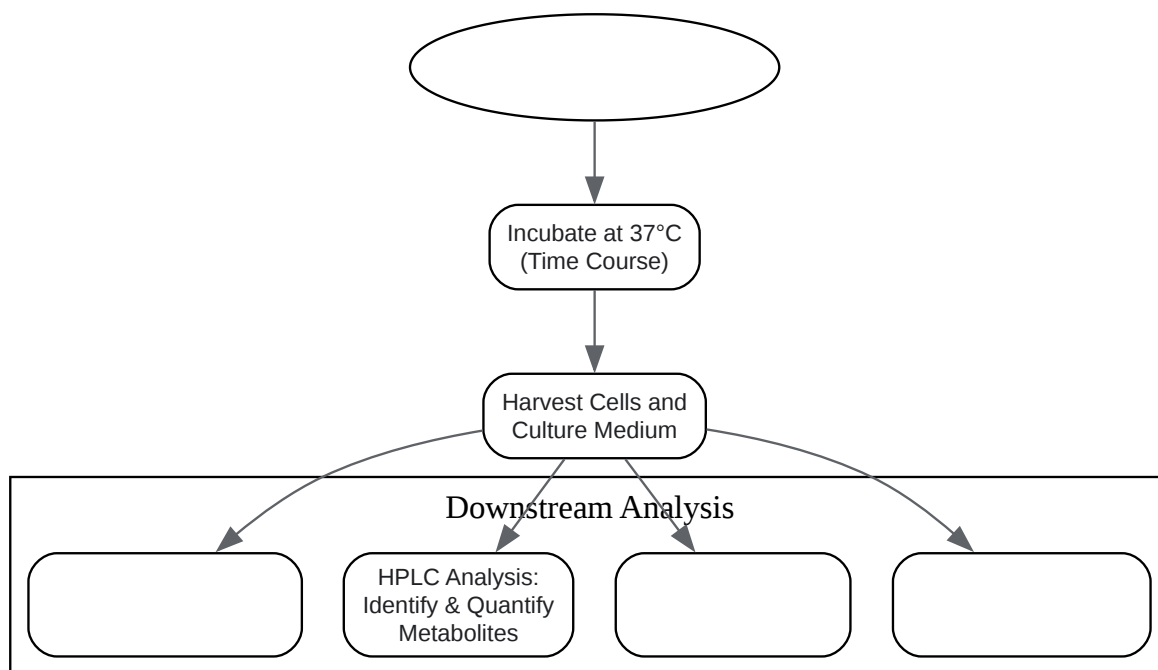 Incubate at 37°C
(Time Course)
Harvest Cells and
Culture Medium
Downstream Analysis
HPLC Analysis:
Identify & Quantify
Metabolites